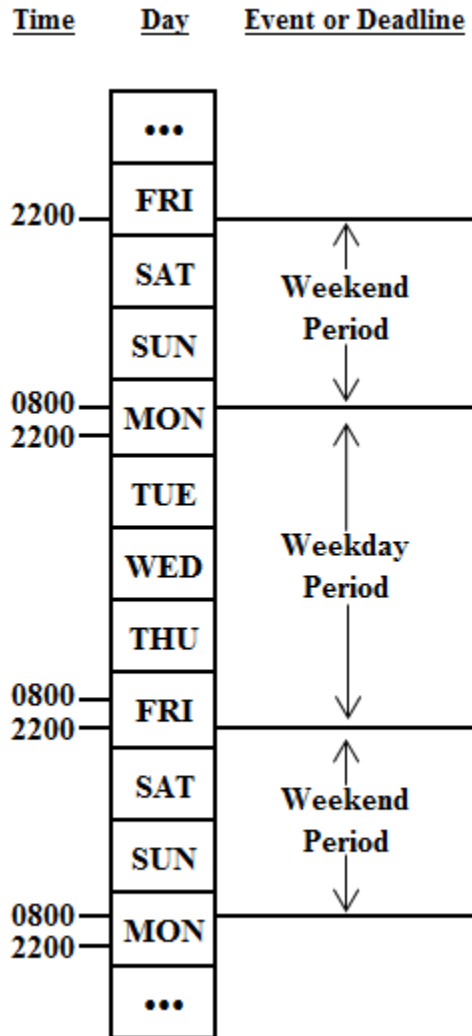 Time Day Event or Deadline
•••
FRI
2200
SAT
Weekend
Period
SUN
0800
MON
2200
TUE
Weekday
Period
WED
THU
0800
FRI
2200
SAT
Weekend
Period
SUN
0800
MON
2200
•••